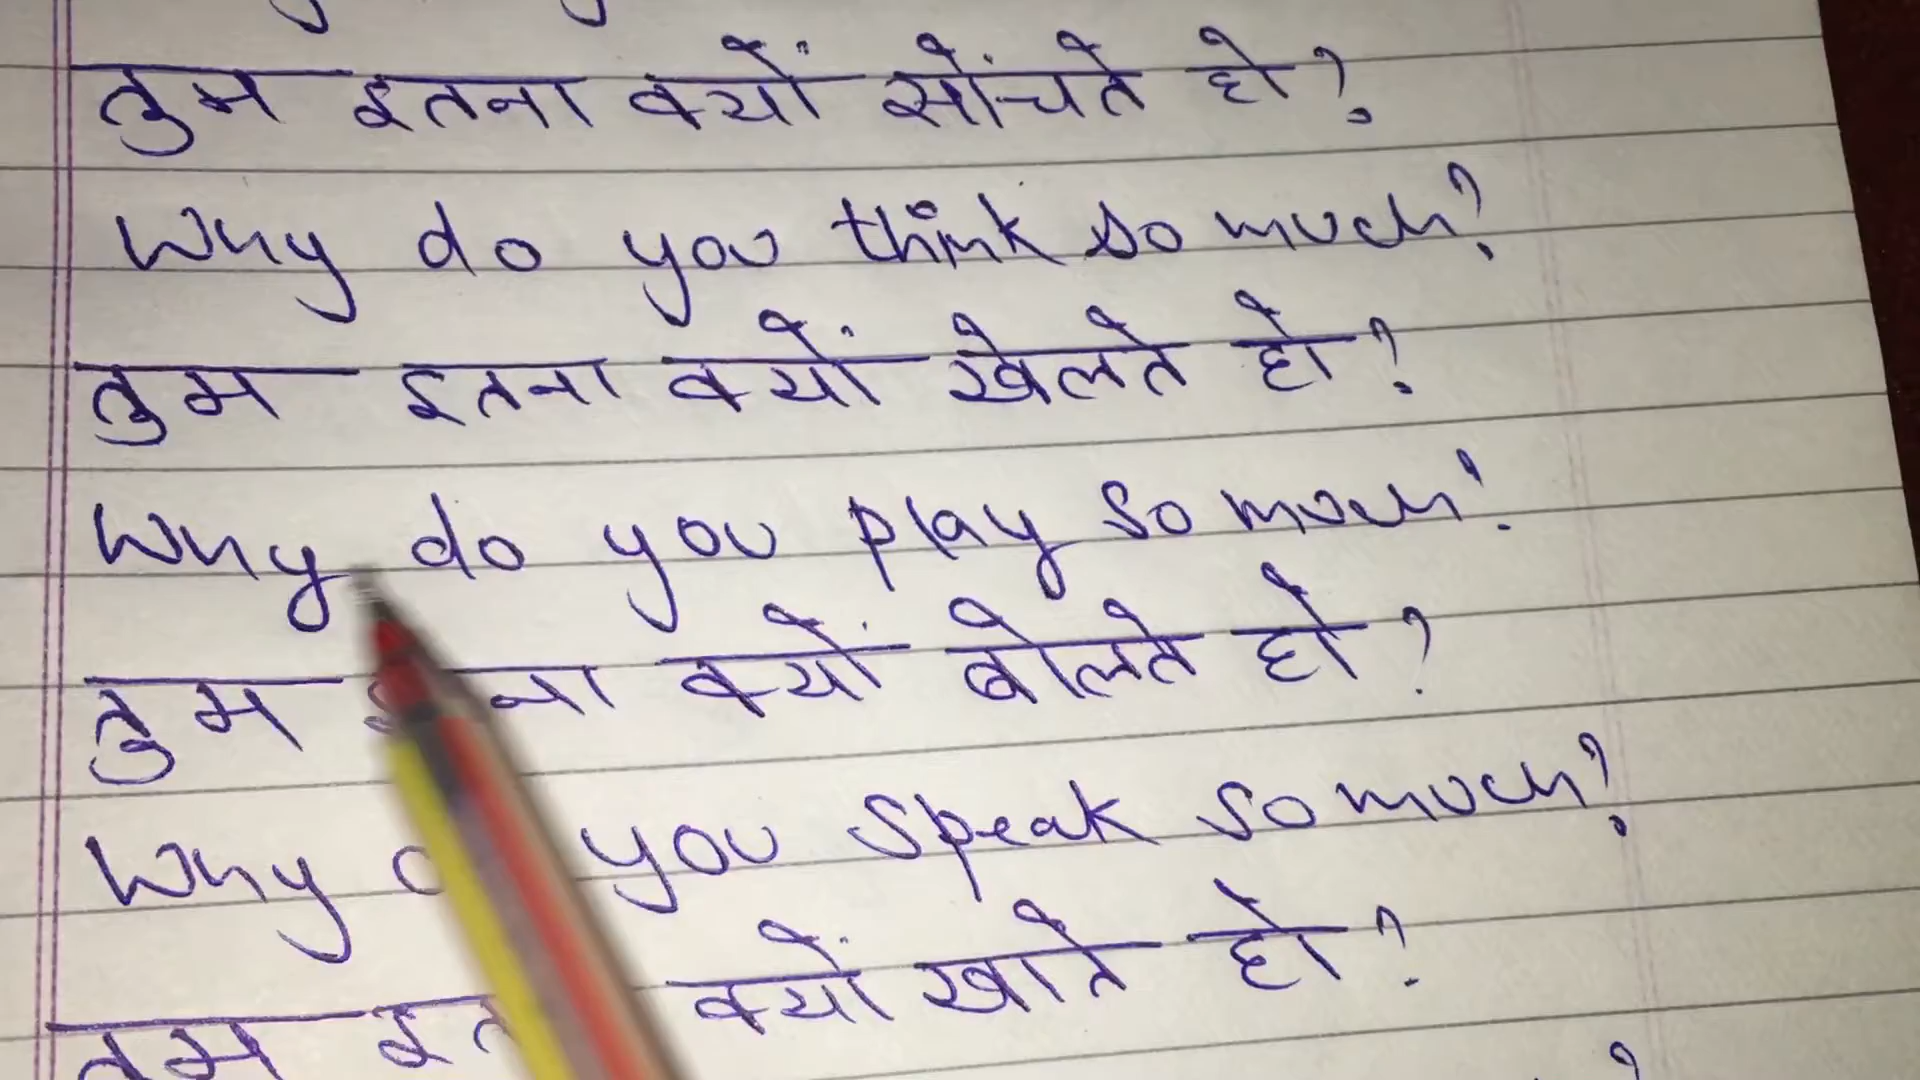 तुम इतना क्यों सोंचते हो?
Why do you think so much?
तुम इतना क्यों खेलते हो?
Why do you play so much?
तुम क्यों बोलते हो?
Why you speak so much?
तुम क्यों खाते हो?